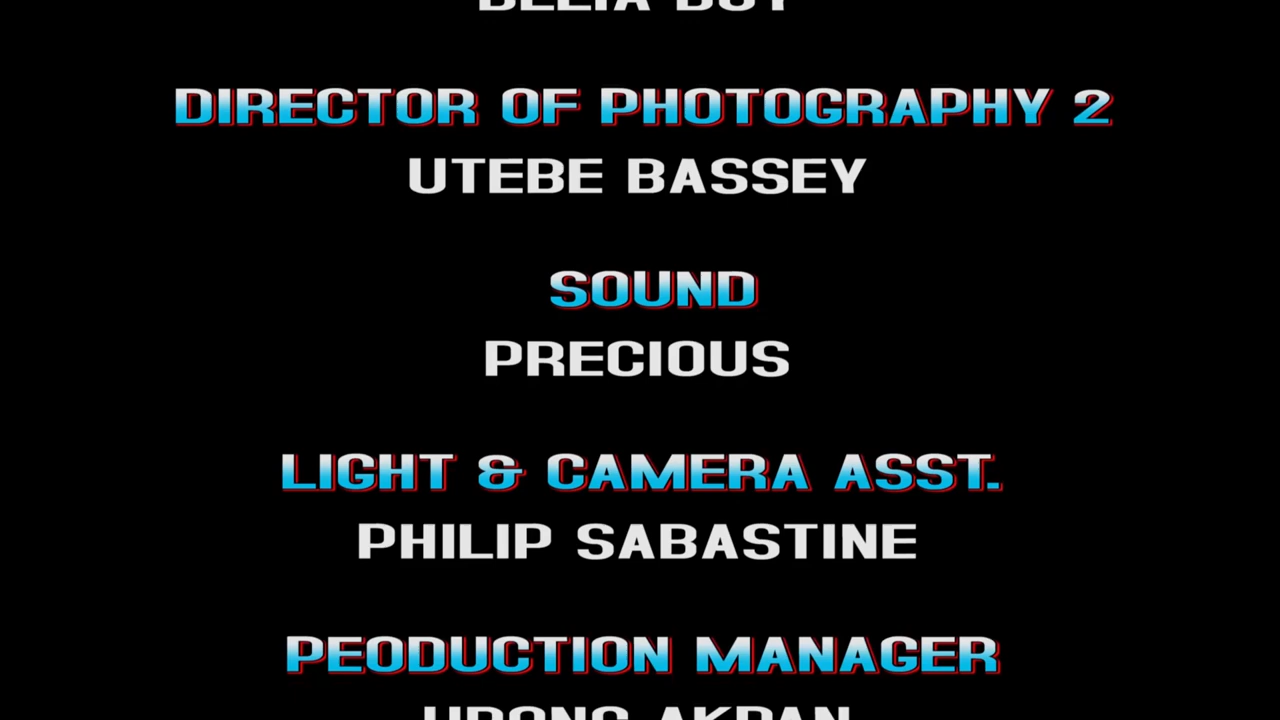 DIRECTOR OF PHOTOGRAPHY 2
UTEBE BASSEY
SOUND
PRECIOUS
LIGHT & CAMERA ASST.
PHILIP SABASTINE
PEODUCTION MANAGER